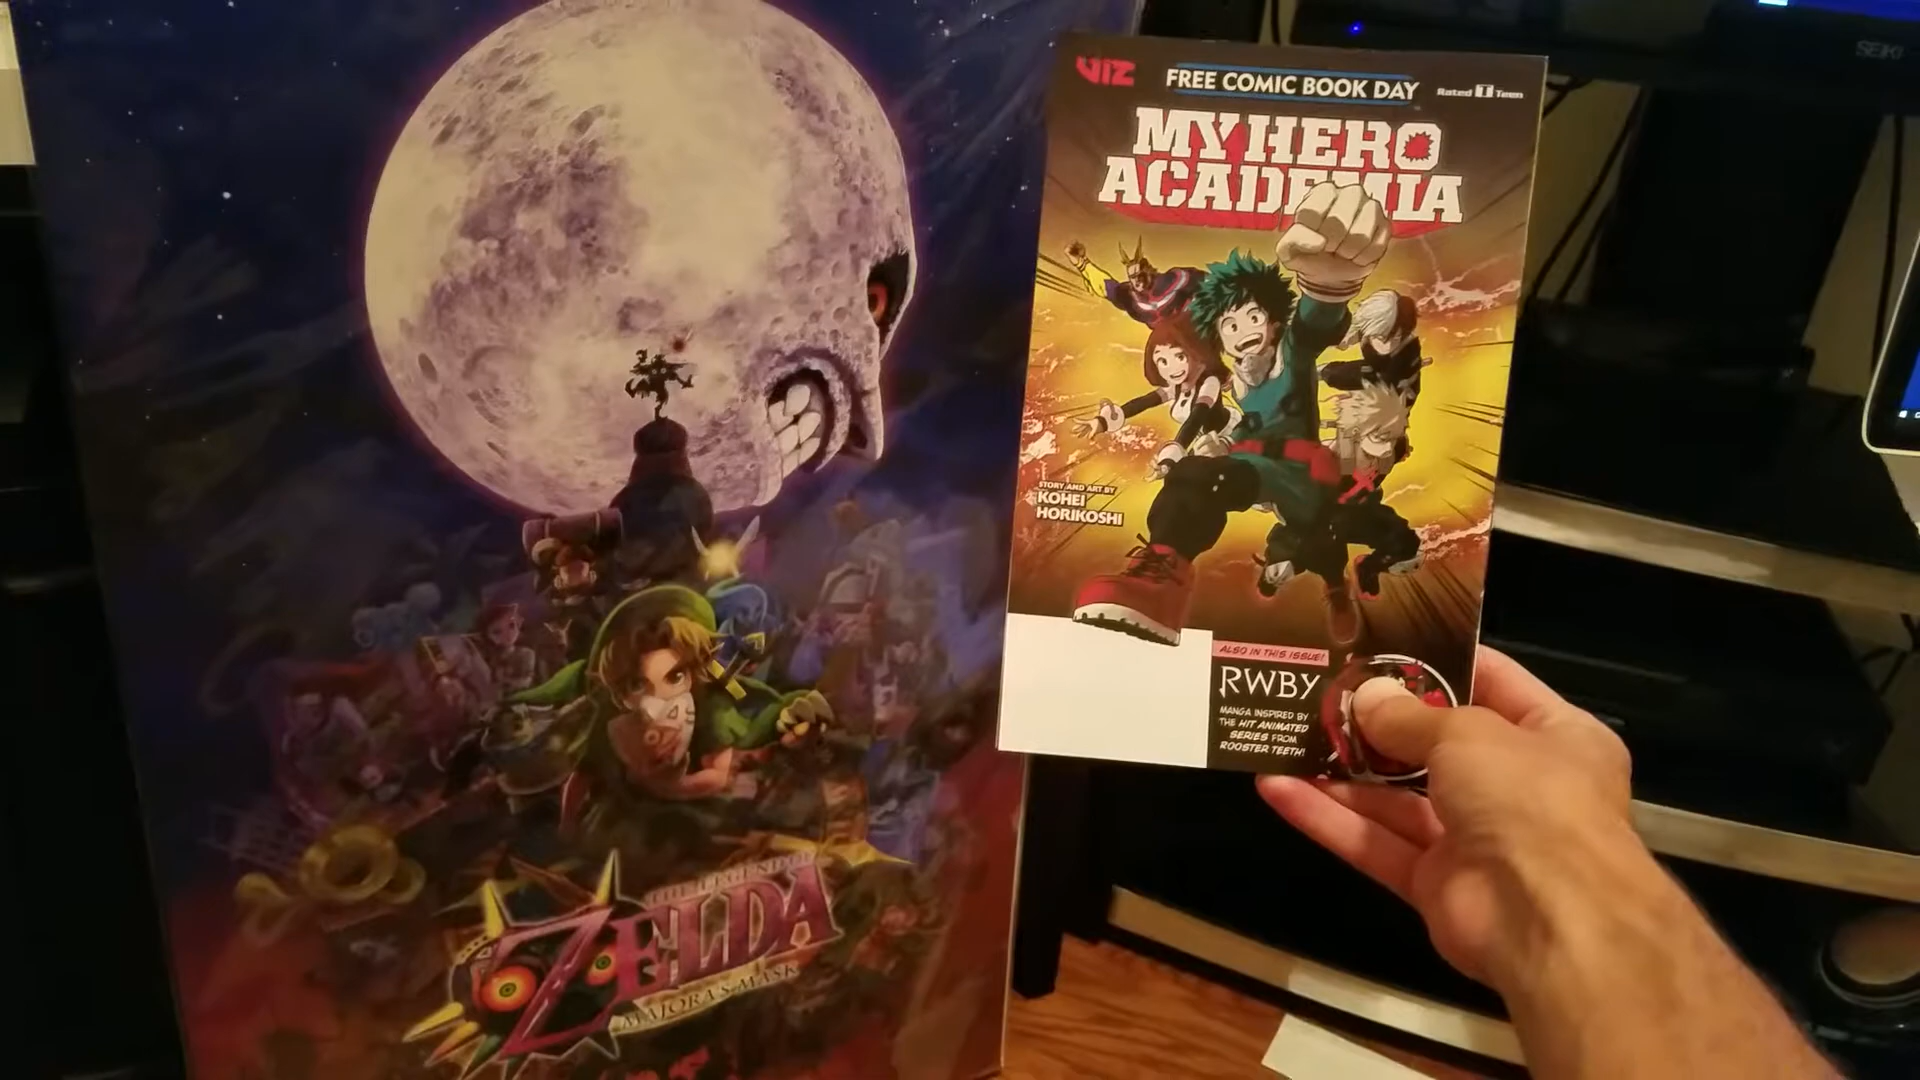 SEIKI
VIZ
FREE COMIC BOOK DAY
Rated T Teen
MY HERO
ACADEMIA
STORY AND ART BY
KOHEI
HORIKOSHI
ALSO IN THIS ISSUE!
RWBY
MANGA INSPIRED BY
THE HIT ANIMATED
SERIES FROM
ROOSTER TEETH!
THE LEGEND OF
ZELDA
MAJORA'S MASK